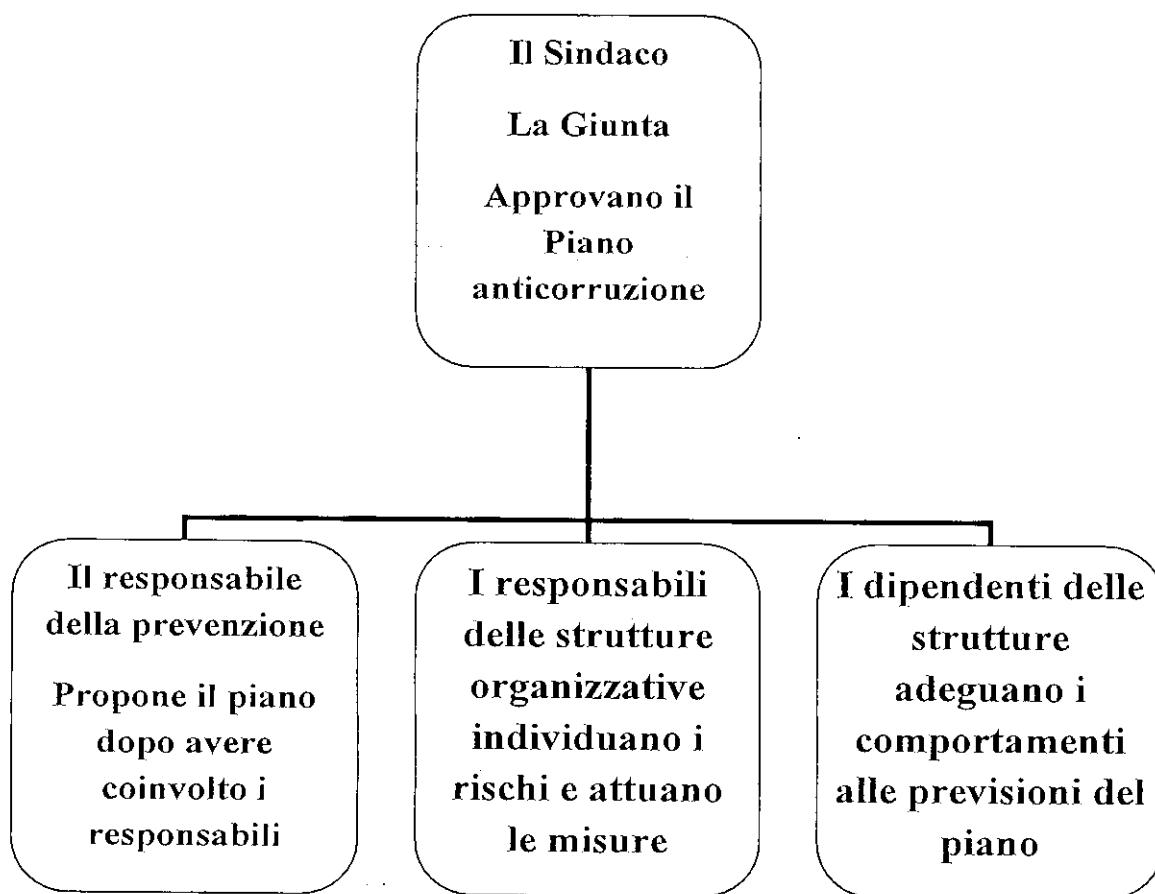 Il Sindaco
La Giunta
Approvano il
Piano
anticorruzione
Il responsabile
della prevenzione
Propone il piano
dopo avere
coinvolto i
responsabili
I responsabili
delle strutture
organizzative
individuano i
rischi e attuano
le misure
I dipendenti delle
strutture
adeguano i
comportamenti
alle previsioni del
piano